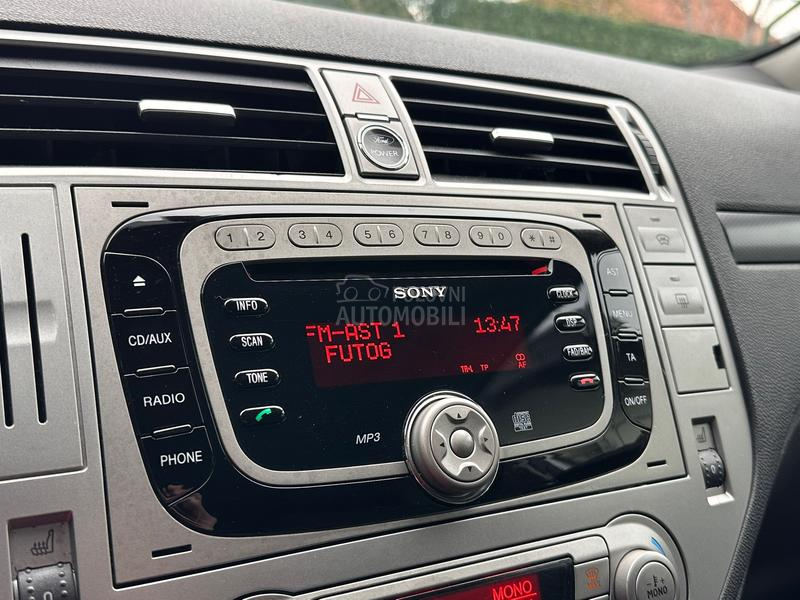 Ford
POWER
1 2 3 4 5 6 7 8 9 0 * #
SONY
POLOVNI
AUTOMOBILI
INFO
SCAN
TONE
CD/AUX
RADIO
PHONE
FM-AST 1 13:47
FUTOG
TP
AF
MP3
CLOCK
DSP
FAD/BAL
AST
MENU
TA
ON/OFF
MONO
MONO